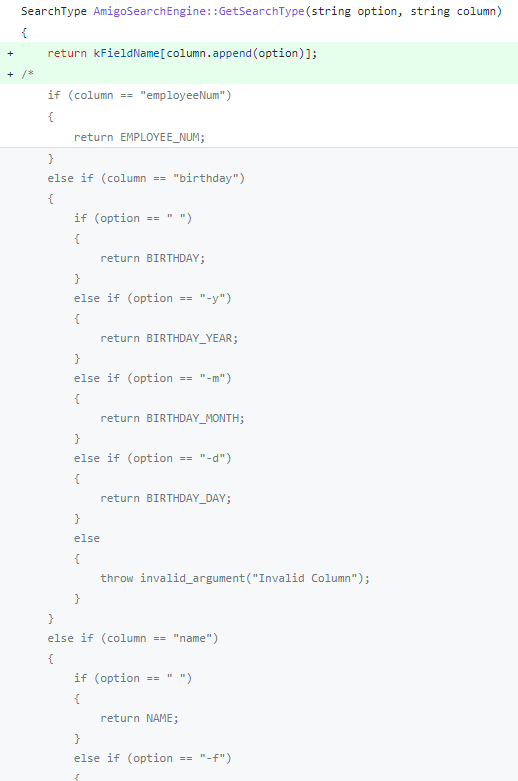 SearchType AmigoSearchEngine::GetSearchType(string option, string column)
{
+ return kFieldName[column.append(option)];
+ /*
if (column == "employeeNum")
{
return EMPLOYEE_NUM;
}
else if (column == "birthday")
{
if (option == " ")
{
return BIRTHDAY;
}
else if (option == "-y")
{
return BIRTHDAY_YEAR;
}
else if (option == "-m")
{
return BIRTHDAY_MONTH;
}
else if (option == "-d")
{
return BIRTHDAY_DAY;
}
else
{
throw invalid_argument("Invalid Column");
}
}
else if (column == "name")
{
if (option == " ")
{
return NAME;
}
else if (option == "-f")
{